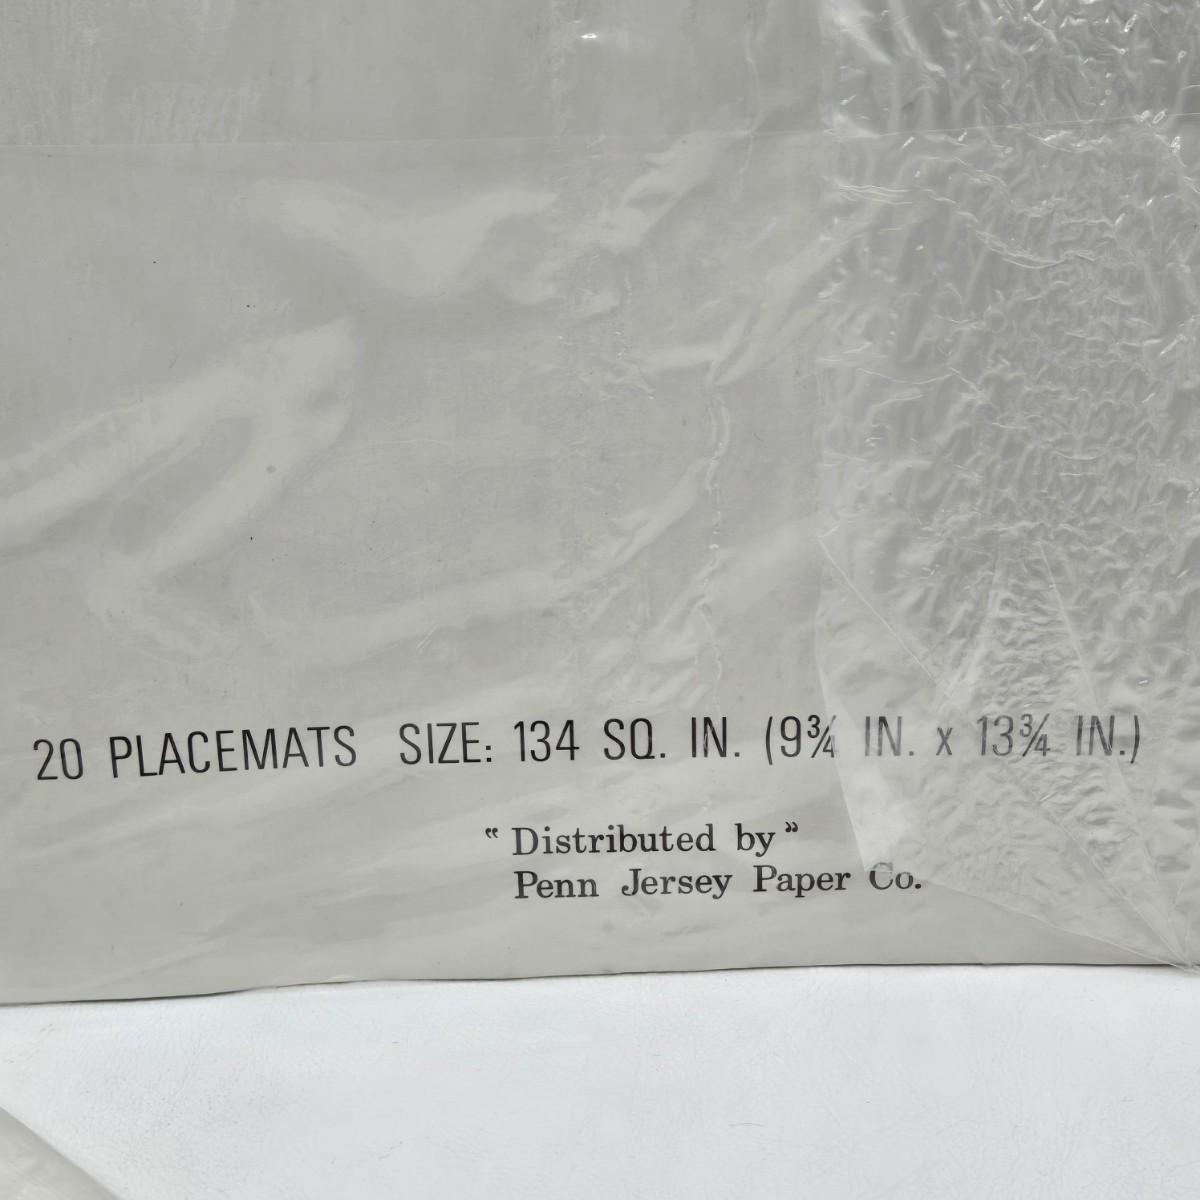 20 PLACEMATS SIZE: 134 SQ. IN. (9¾ IN. x 13¾ IN.)
“Distributed by”
Penn Jersey Paper Co.